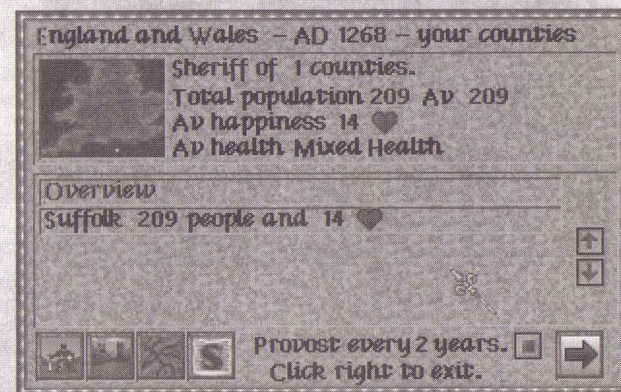 England and Wales - AD 1268 - your counties
Sheriff of 1 counties.
Total population 209 Av 209
Av happiness 14
Av health Mixed Health
Overview
Suffolk 209 people and 14
S
Provost every 2 years.
Click right to exit.